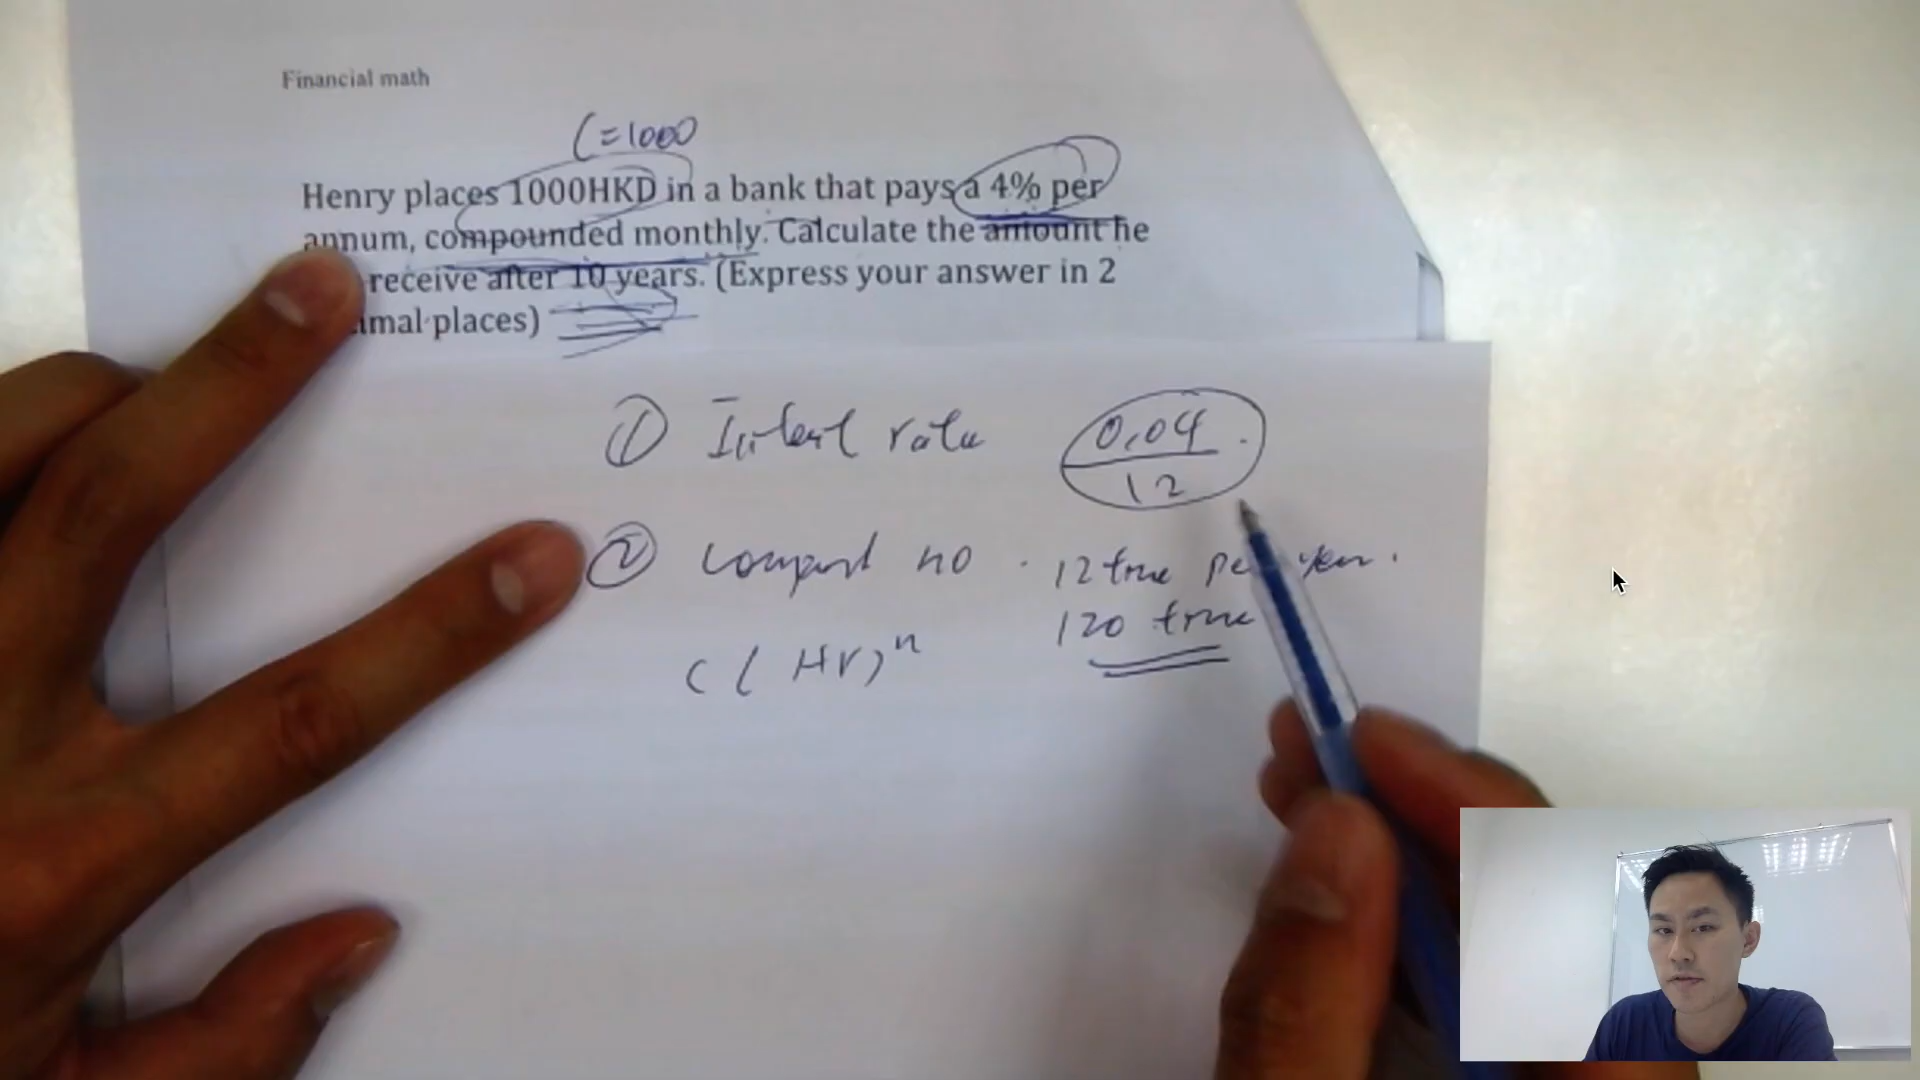 Financial math
C=1000
Henry places 1000HKD in a bank that pays a 4% per
annum, compounded monthly. Calculate the amount he
receive after 10 years. (Express your answer in 2
imal places)
① Interest rate 0.04
12
② Compound no. 12 time per year.
120 time
C(1+r)^n